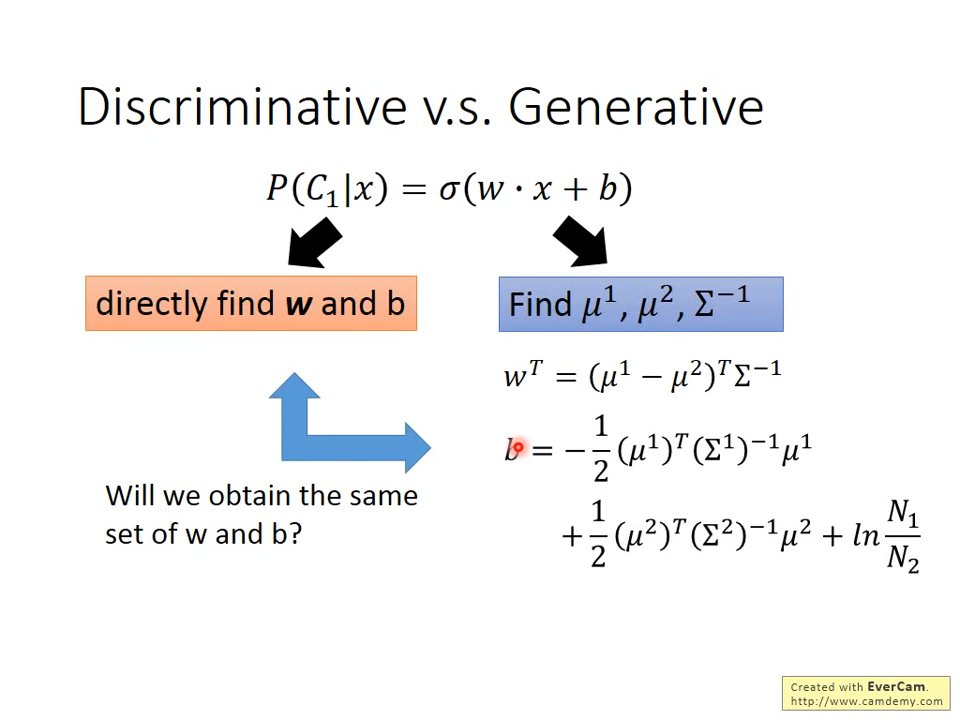 Discriminative v.s. Generative
𝑃(𝐶₁|𝑥) = 𝜎(𝑤 · 𝑥 + 𝑏)
directly find w and b
Find 𝜇¹, 𝜇², Σ⁻¹
𝑤ᵀ = (𝜇¹ − 𝜇²)ᵀΣ⁻¹
𝑏 = −1/2 (𝜇¹)ᵀ(Σ¹)⁻¹𝜇¹
+1/2 (𝜇²)ᵀ(Σ²)⁻¹𝜇² + 𝑙𝑛 𝑁₁/𝑁₂
Will we obtain the same
set of w and b?
Created with EverCam.
http://www.camdemy.com